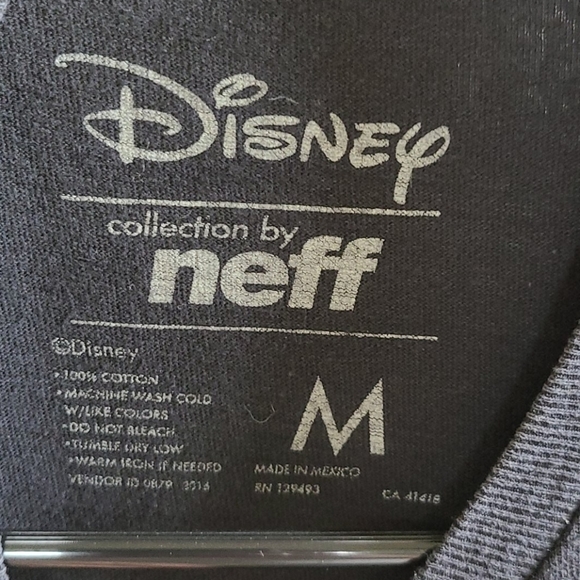 Disney
collection by
neff
©Disney
•100% COTTON
•MACHINE WASH COLD
W/LIKE COLORS
•DO NOT BLEACH
•TUMBLE DRY LOW
•WARM IRON IF NEEDED
VENDOR ID 0879 2016
M
MADE IN MEXICO
RN 129493
CA 41418